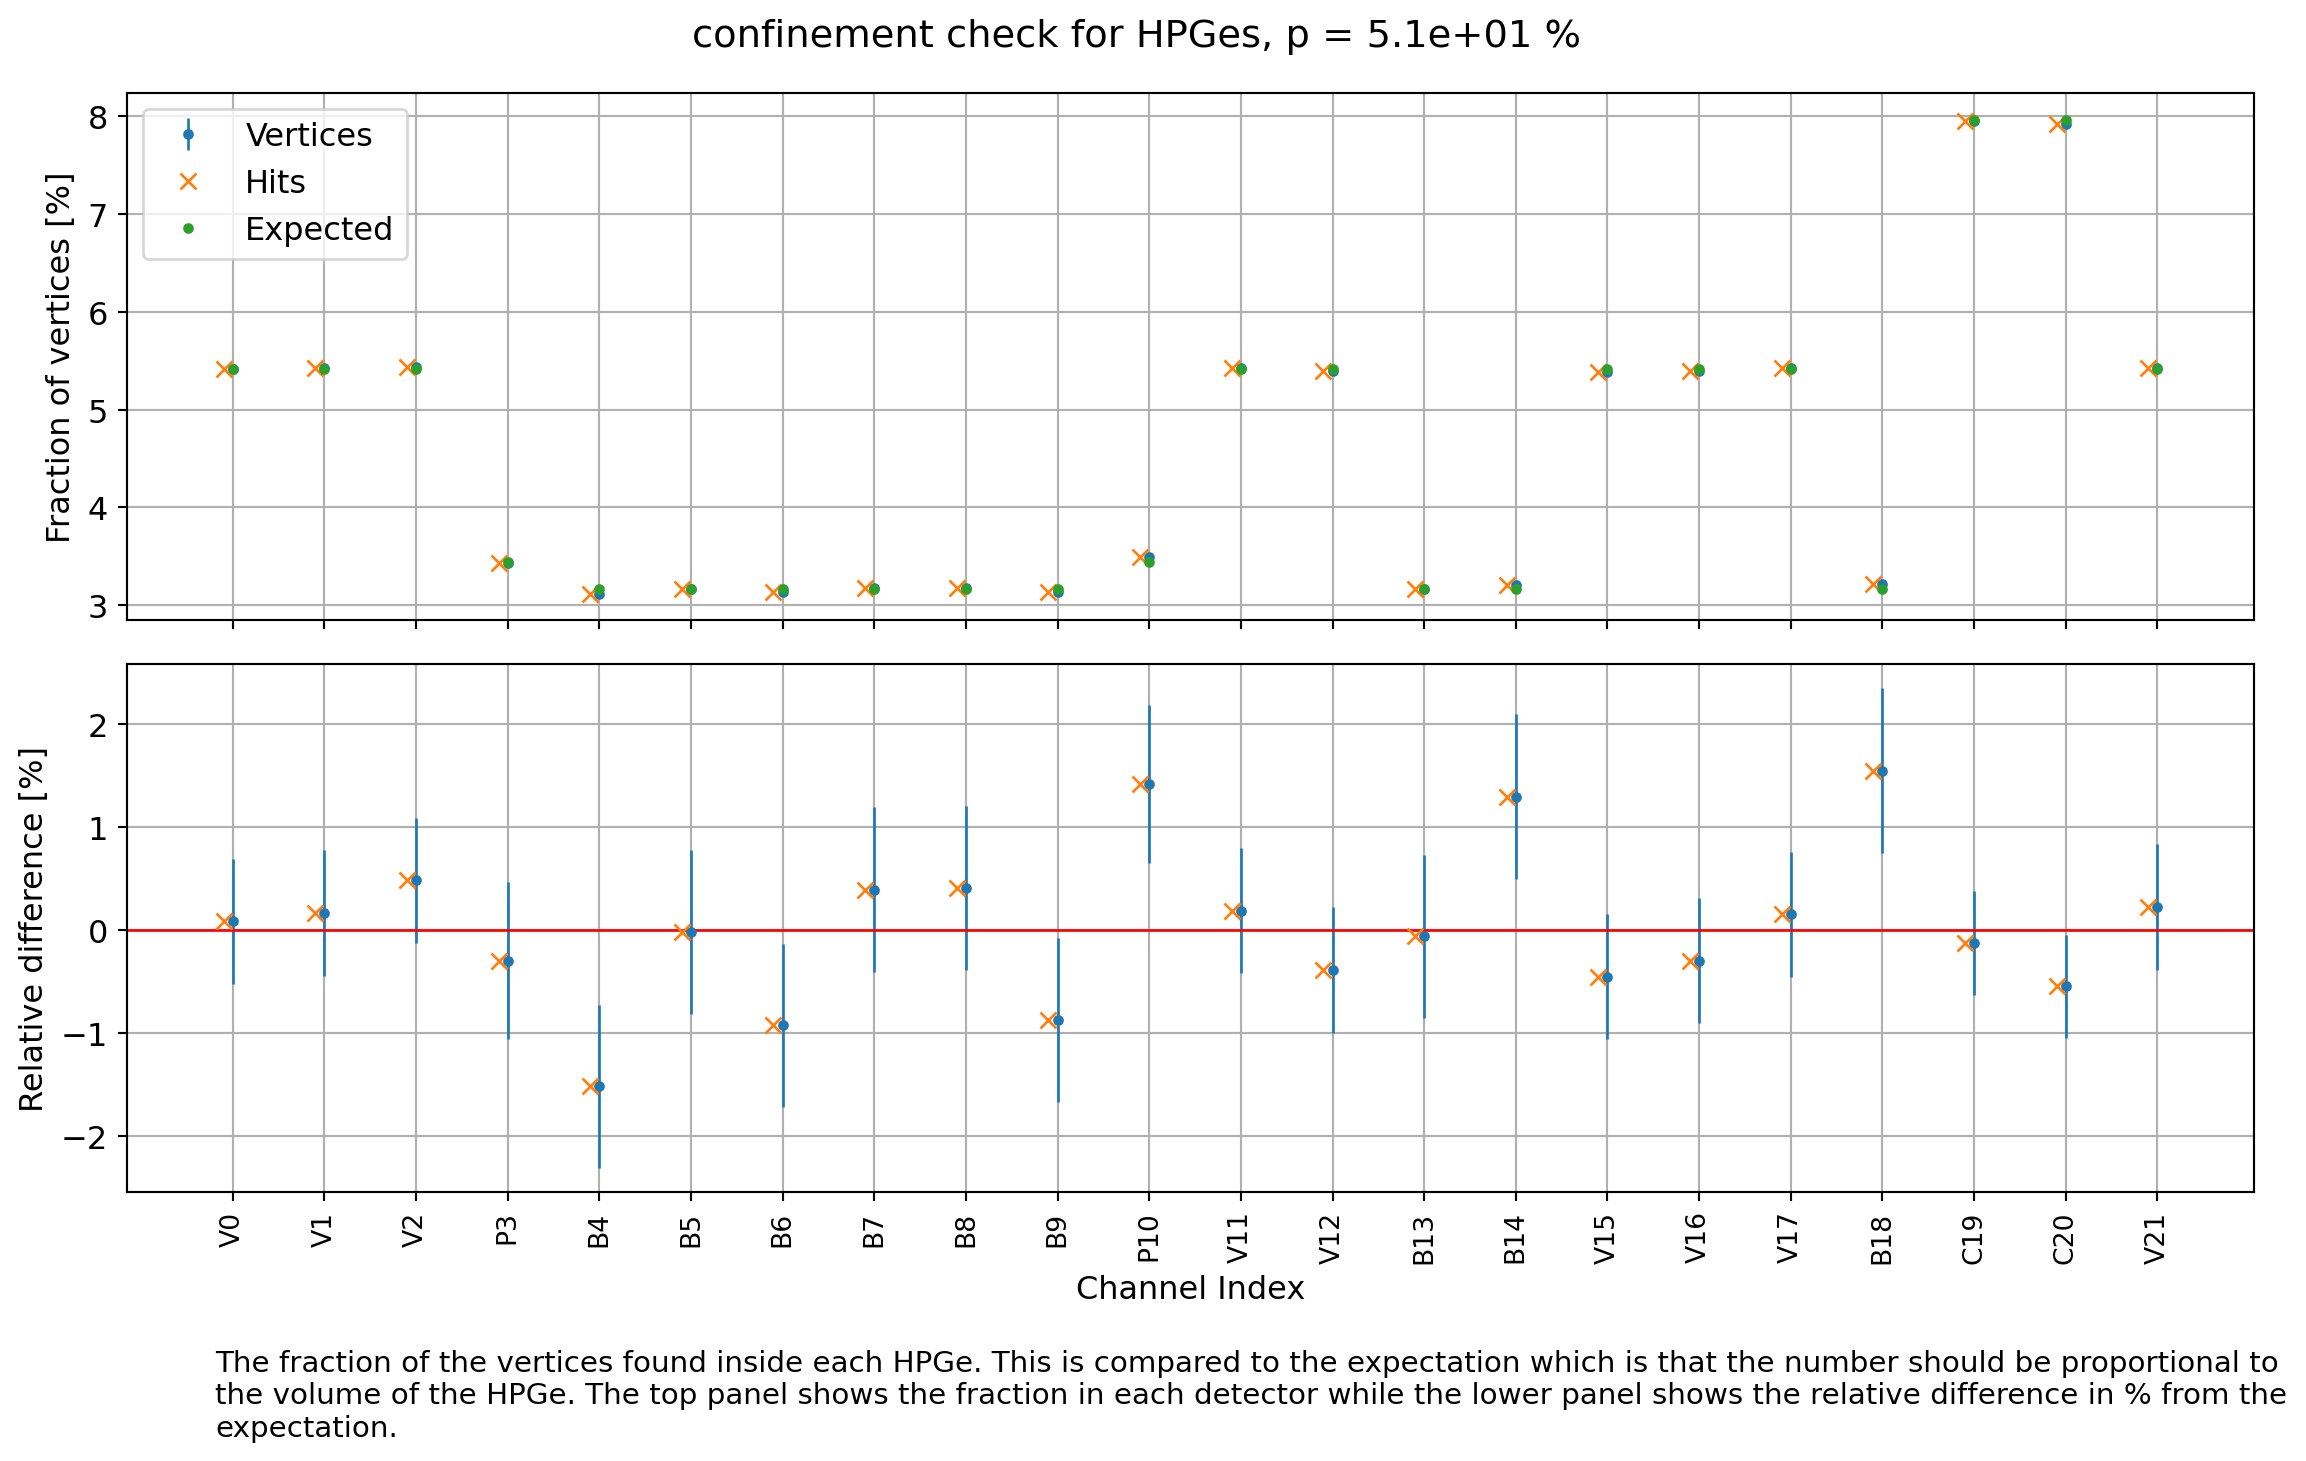 confinement check for HPGes, p = 5.1e+01 %
Fraction of vertices [%]
8
7
6
5
4
3
Vertices
Hits
Expected
Relative difference [%]
2
1
0
−1
−2
V0
V1
V2
P3
B4
B5
B6
B7
B8
B9
P10
V11
V12
B13
B14
V15
V16
V17
B18
C19
C20
V21
Channel Index
The fraction of the vertices found inside each HPGe. This is compared to the expectation which is that the number should be proportional to
the volume of the HPGe. The top panel shows the fraction in each detector while the lower panel shows the relative difference in % from the
expectation.